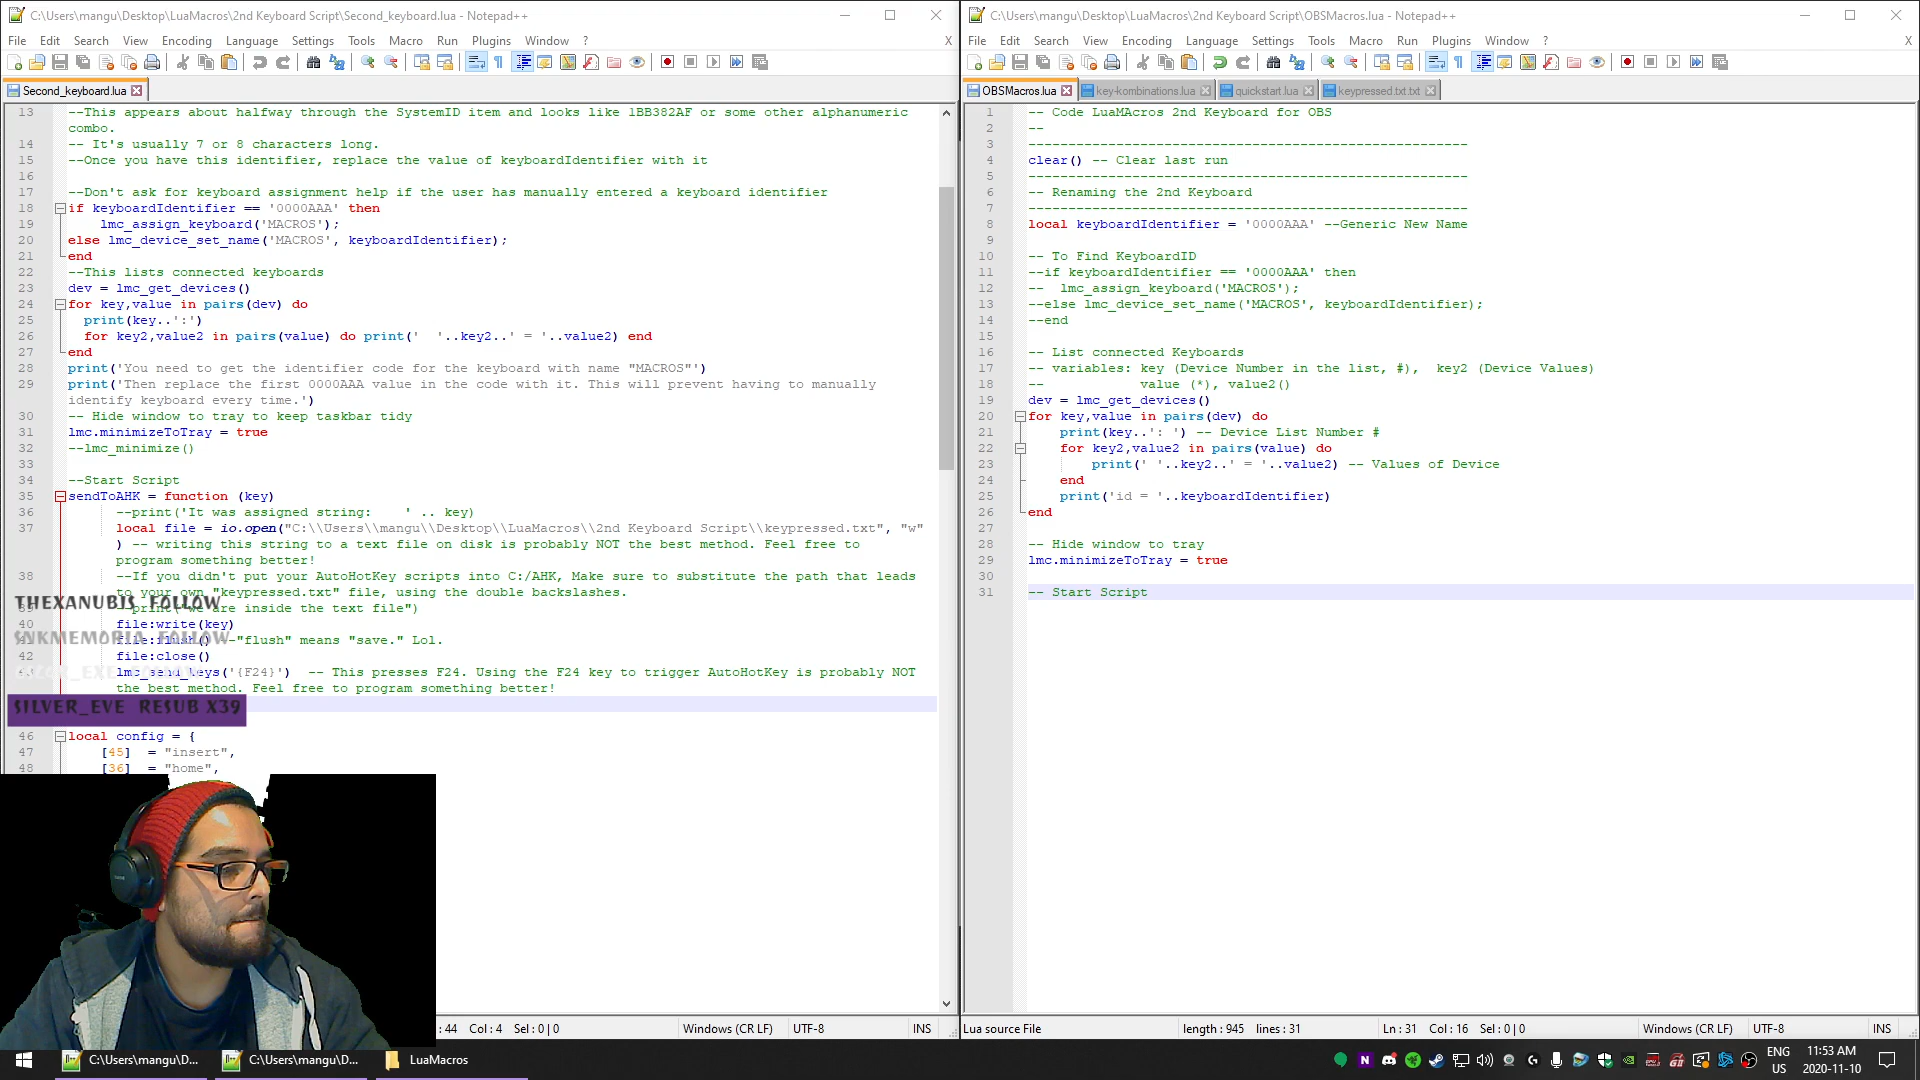 C:\Users\mangu\Desktop\LuaMacros\2nd Keyboard Script\Second_keyboard.lua - Notepad++
File Edit Search View Encoding Language Settings Tools Macro Run Plugins Window ?
X
Second_keyboard.lua
13 --This appears about halfway through the SystemID item and looks like 1BB382AF or some other alphanumeric
combo.
14 -- It's usually 7 or 8 characters long.
15 --Once you have this identifier, replace the value of keyboardIdentifier with it
16
17 --Don't ask for keyboard assignment help if the user has manually entered a keyboard identifier
18 if keyboardIdentifier == '0000AAA' then
19 lmc_assign_keyboard('MACROS');
20 else lmc_device_set_name('MACROS', keyboardIdentifier);
21 end
22 --This lists connected keyboards
23 dev = lmc_get_devices()
24 for key,value in pairs(dev) do
25 print(key..':')
26 for key2,value2 in pairs(value) do print('  '..key2..' = '..value2) end
27 end
28 print('You need to get the identifier code for the keyboard with name "MACROS"')
29 print('Then replace the first 0000AAA value in the code with it. This will prevent having to manually
identify keyboard every time.')
30 -- Hide window to tray to keep taskbar tidy
31 lmc.minimizeToTray = true
32 --lmc_minimize()
33
34 --Start Script
35 sendToAHK = function (key)
36 --print('It was assigned string:    ' .. key)
37 local file = io.open("C:\\Users\\mangu\\Desktop\\LuaMacros\\2nd Keyboard Script\\keypressed.txt", "w"
) -- writing this string to a text file on disk is probably NOT the best method. Feel free to
program something better!
38 --If you didn't put your AutoHotKey scripts into C:/AHK, Make sure to substitute the path that leads
to your own "keypressed.txt" file, using the double backslashes.
THEXANUBIS FOLLOW
--print("we are inside the text file")
40 file:write(key)
SNKMEMORIA FOLLOW
file:flush() --"flush" means "save." Lol.
42 file:close()
lmc_send_keys('{F24}') -- This presses F24. Using the F24 key to trigger AutoHotKey is probably NOT
the best method. Feel free to program something better!
SILVER_EVE RESUB X39
46 local config = {
47 [45] = "insert",
48 [36] = "home",
: 44 Col : 4 Sel : 0 | 0 Windows (CR LF) UTF-8 INS
C:\Users\mangu\Desktop\LuaMacros\2nd Keyboard Script\OBSMacros.lua - Notepad++
File Edit Search View Encoding Language Settings Tools Macro Run Plugins Window ?
X
OBSMacros.lua key-kombinations.lua quickstart.lua keypressed.txt.txt
1 -- Code LuaMAcros 2nd Keyboard for OBS
2 --
3 -------------------------------------------------------
4 clear() -- Clear last run
5 -------------------------------------------------------
6 -- Renaming the 2nd Keyboard
7 -------------------------------------------------------
8 local keyboardIdentifier = '0000AAA' --Generic New Name
9
10 -- To Find KeyboardID
11 --if keyboardIdentifier == '0000AAA' then
12 --  lmc_assign_keyboard('MACROS');
13 --else lmc_device_set_name('MACROS', keyboardIdentifier);
14 --end
15
16 -- List connected Keyboards
17 -- variables: key (Device Number in the list, #),  key2 (Device Values)
18 --            value (*), value2()
19 dev = lmc_get_devices()
20 for key,value in pairs(dev) do
21 print(key..': ') -- Device List Number #
22 for key2,value2 in pairs(value) do
23 print(' '..key2..' = '..value2) -- Values of Device
24 end
25 print('id = '..keyboardIdentifier)
26 end
27
28 -- Hide window to tray
29 lmc.minimizeToTray = true
30
31 -- Start Script
Lua source File length : 945 lines : 31 Ln : 31 Col : 16 Sel : 0 | 0 Windows (CR LF) UTF-8 INS
C:\Users\mangu\D... C:\Users\mangu\D... LuaMacros
ENG
US
11:53 AM
2020-11-10